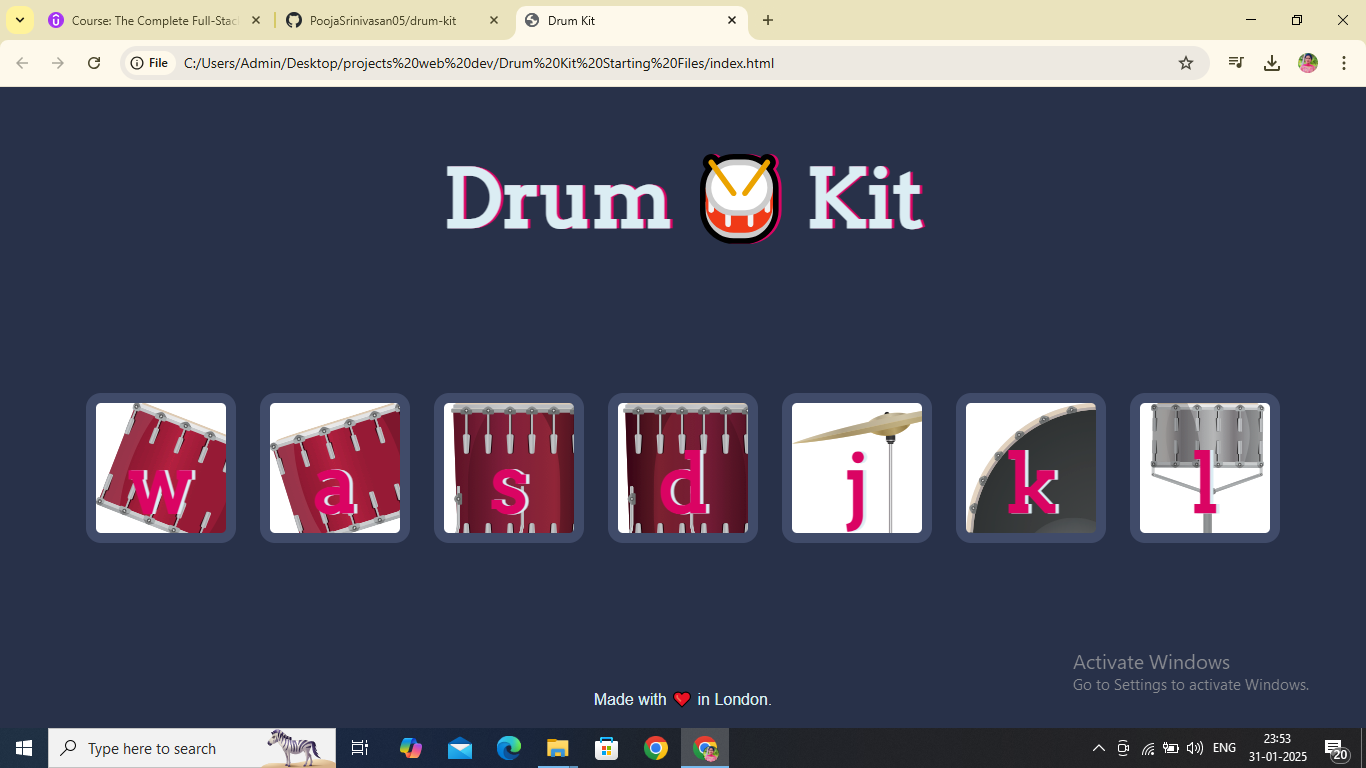 Course: The Complete Full-Stac
PoojaSrinivasan05/drum-kit
Drum Kit
File
C:/Users/Admin/Desktop/projects%20web%20dev/Drum%20Kit%20Starting%20Files/index.html
Drum 🥁 Kit
w a s d j k l
Activate Windows
Go to Settings to activate Windows.
Made with ❤️ in London.
Type here to search
ENG
23:53
31-01-2025
20